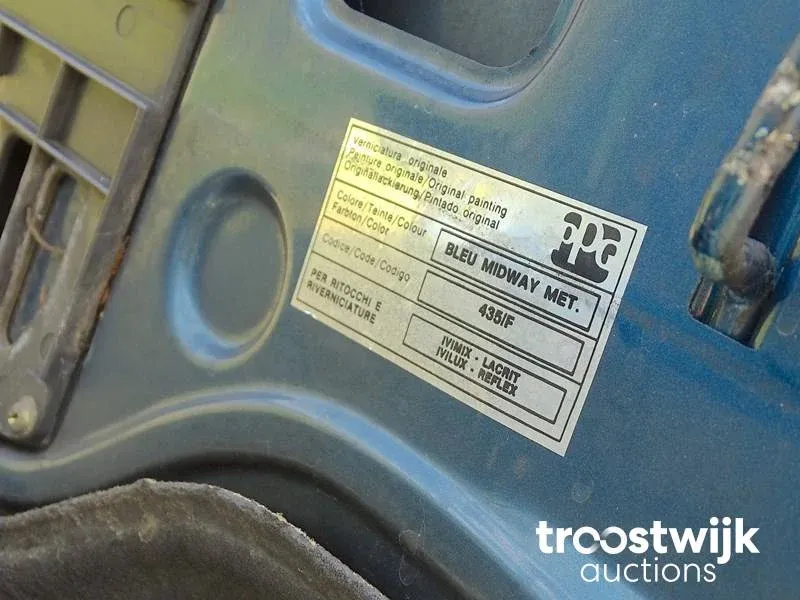 Verniciatura originale
Peinture originale/Original painting
Originallackierung/Pintado original
PPG
Colore/Teinte/Colour
Farbton/Color
BLEU MIDWAY MET.
Codice/Code/Codigo
435/F
PER RITOCCHI E
RIVERNICIATURE
IVIMIX - LACRIT
IVILUX - REFLEX
troostwijk
auctions